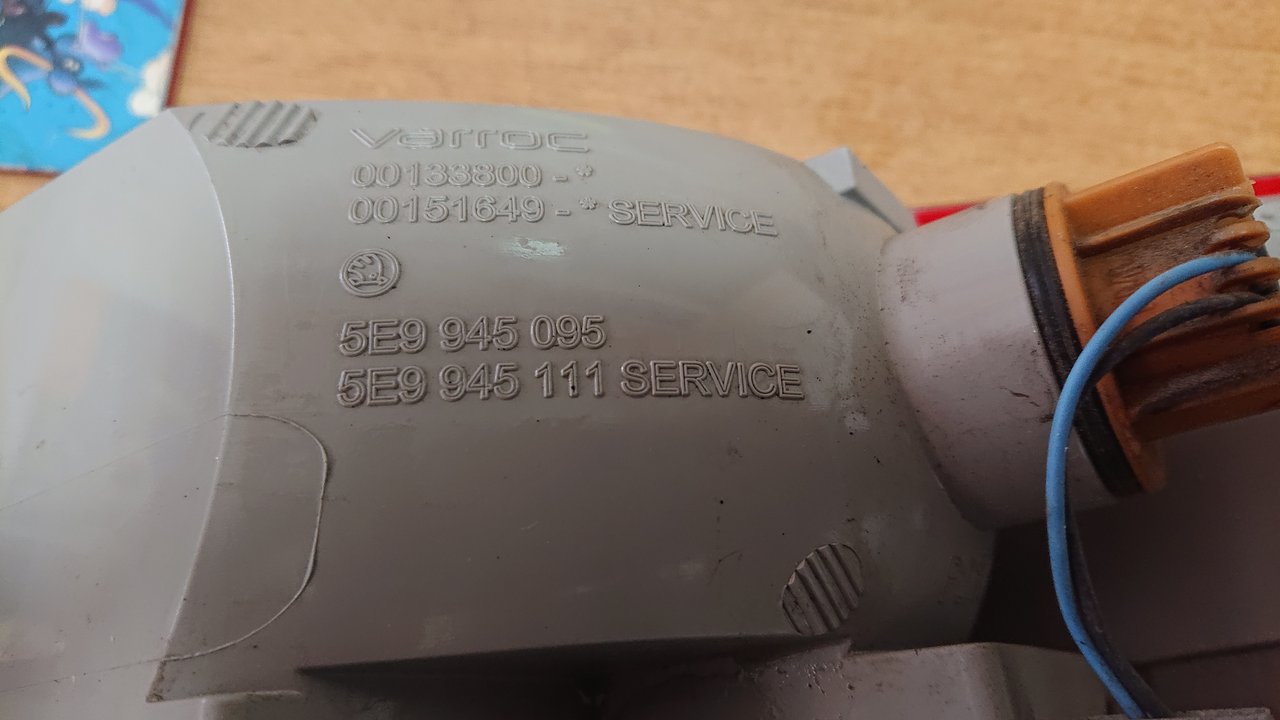 varroc
00133800 - *
00151649 - * SERVICE
5E9 945 095
5E9 945 111 SERVICE